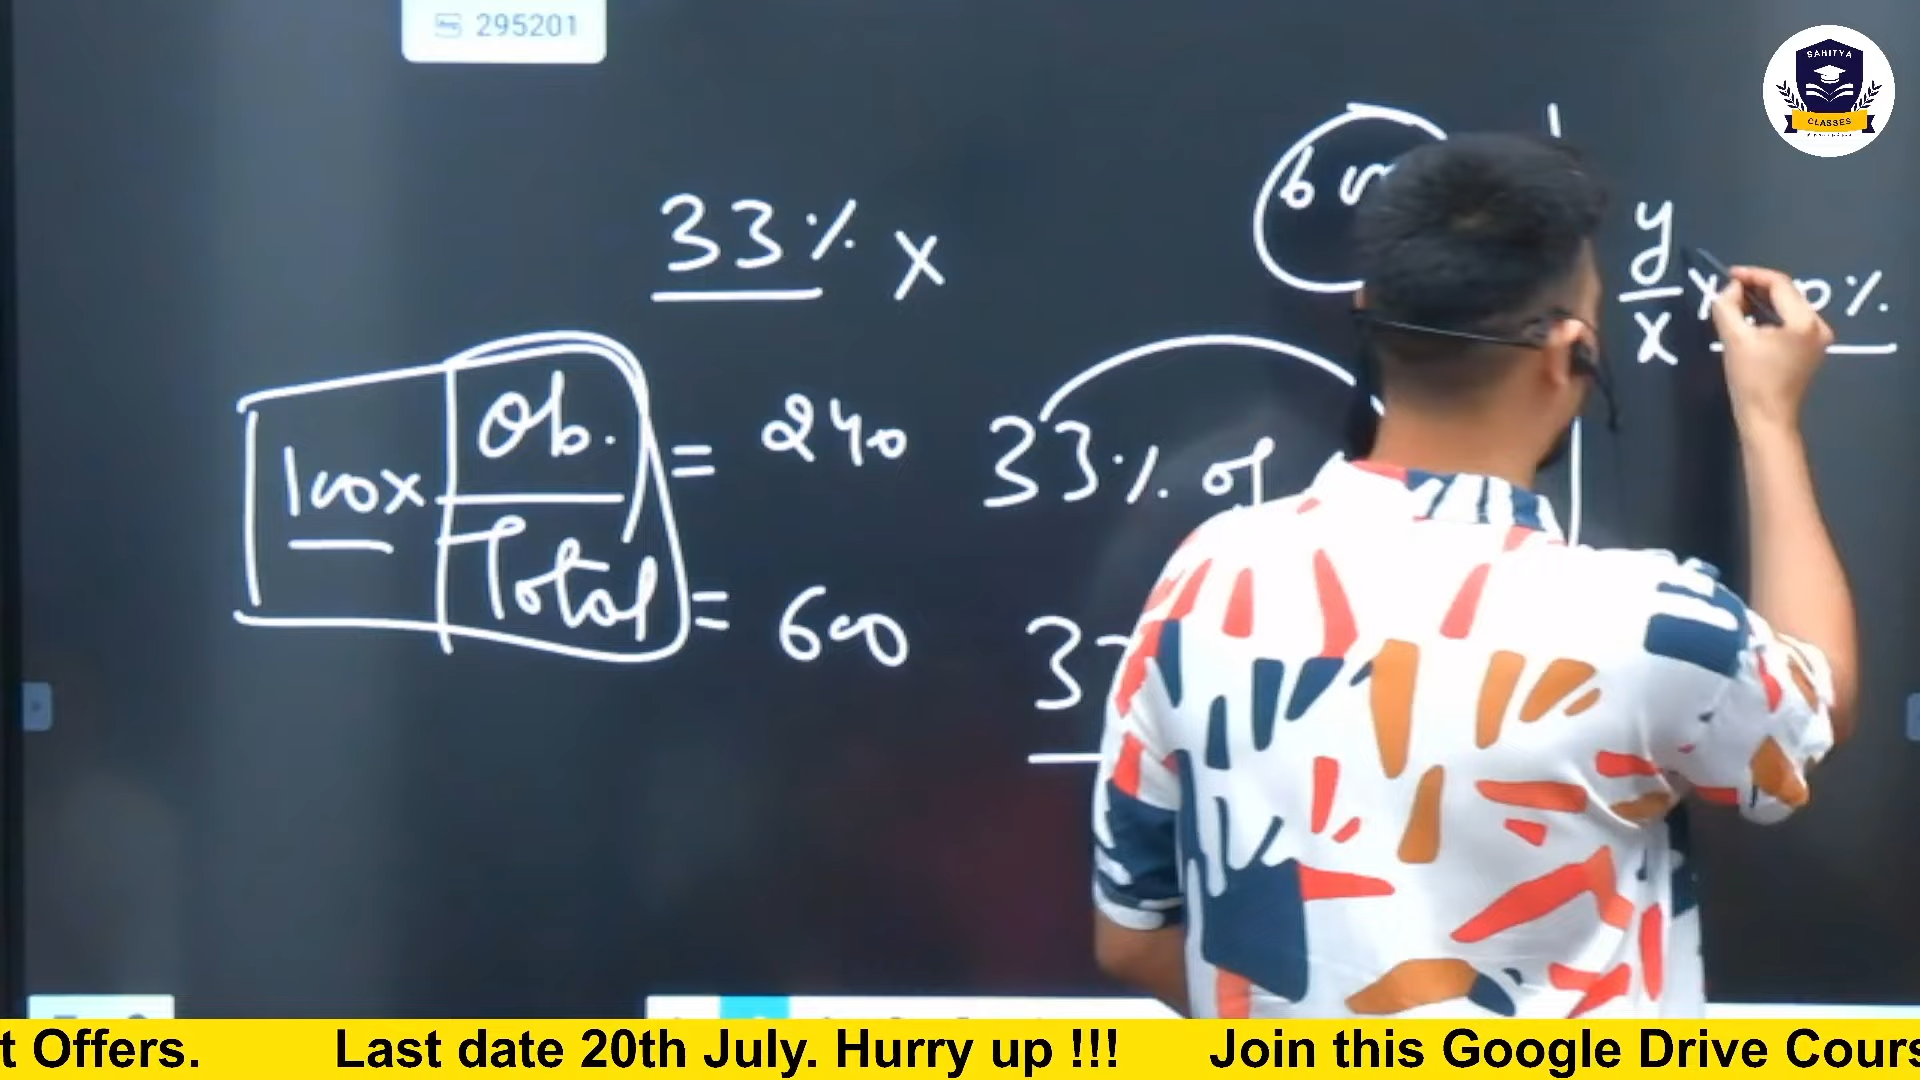 295201
SAHITYA
CLASSES
33% x
y
x
100x
Ob.
Total
= 240
= 600
33% of
t Offers. Last date 20th July. Hurry up !!! Join this Google Drive Cours